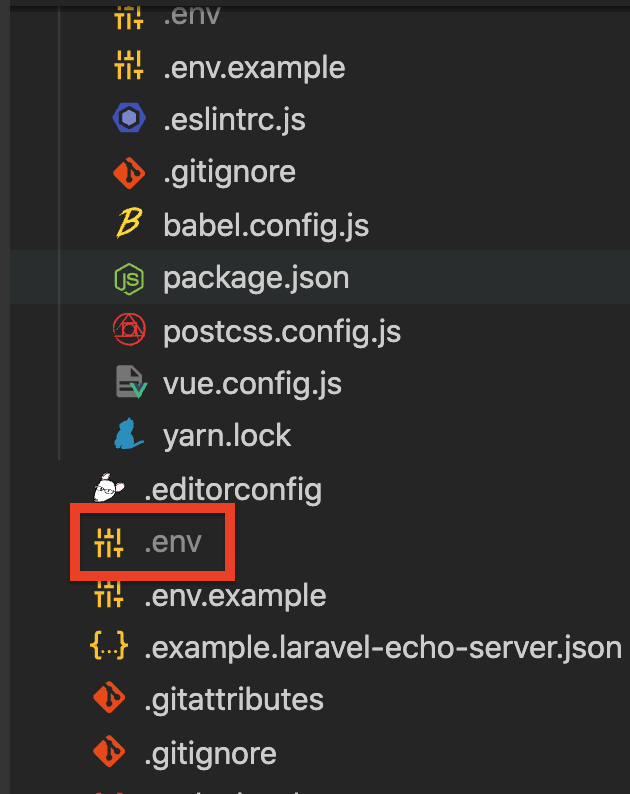 .env
.env.example
.eslintrc.js
.gitignore
babel.config.js
package.json
postcss.config.js
vue.config.js
yarn.lock
.editorconfig
.env
.env.example
.example.laravel-echo-server.json
.gitattributes
.gitignore